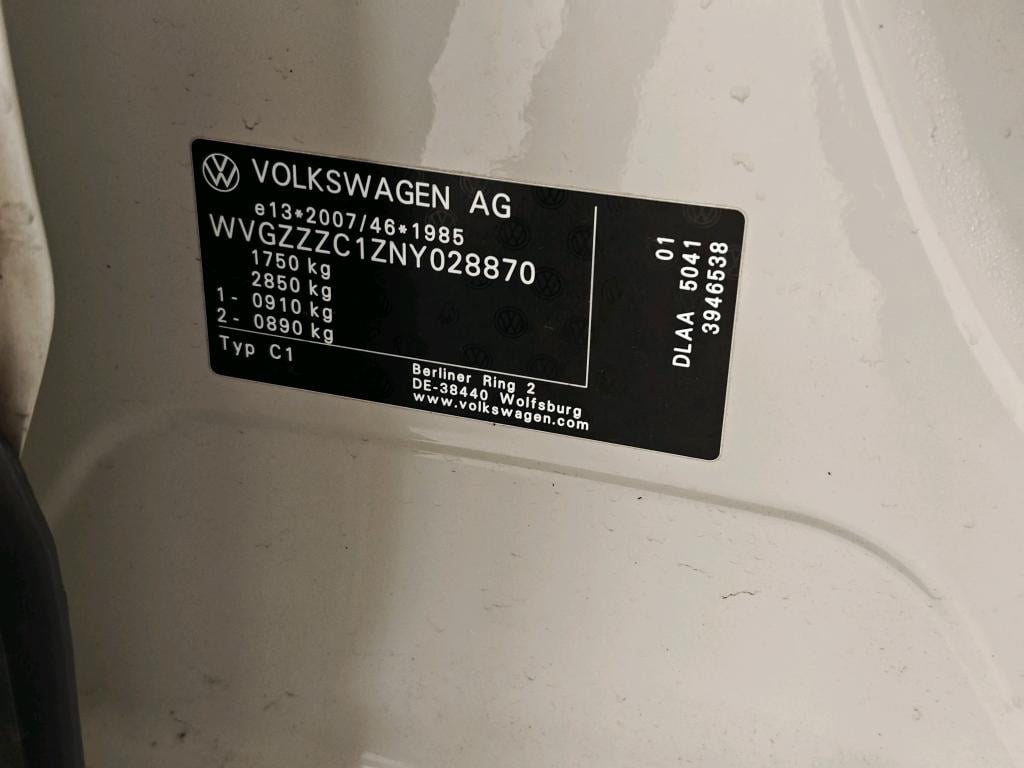 VOLKSWAGEN AG
e13*2007/46*1985
WVGZZZC1ZNY028870
1750 kg
2850 kg
1- 0910 kg
2- 0890 kg
Typ C1
Berliner Ring 2
DE-38440 Wolfsburg
www.volkswagen.com
01
DLAA 5041
3946538